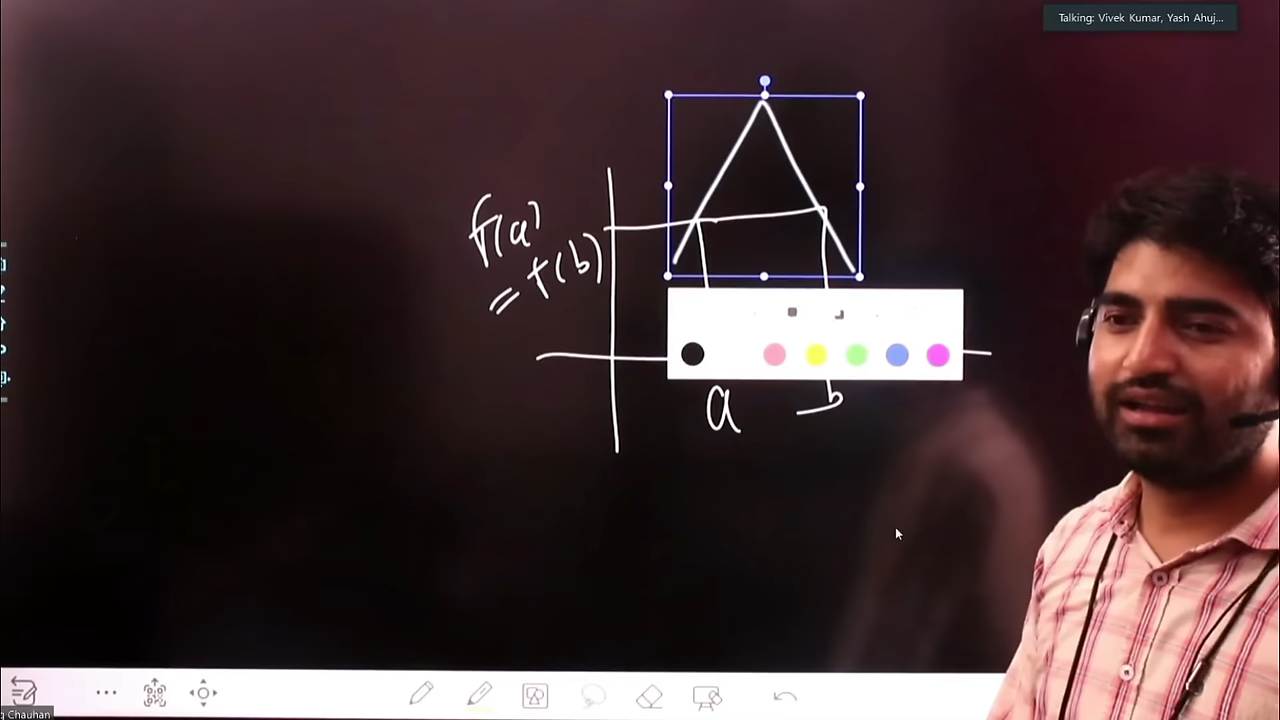 Talking: Vivek Kumar, Yash Ahuj...
f(a)
= f(b)
a
b
g Chauhan